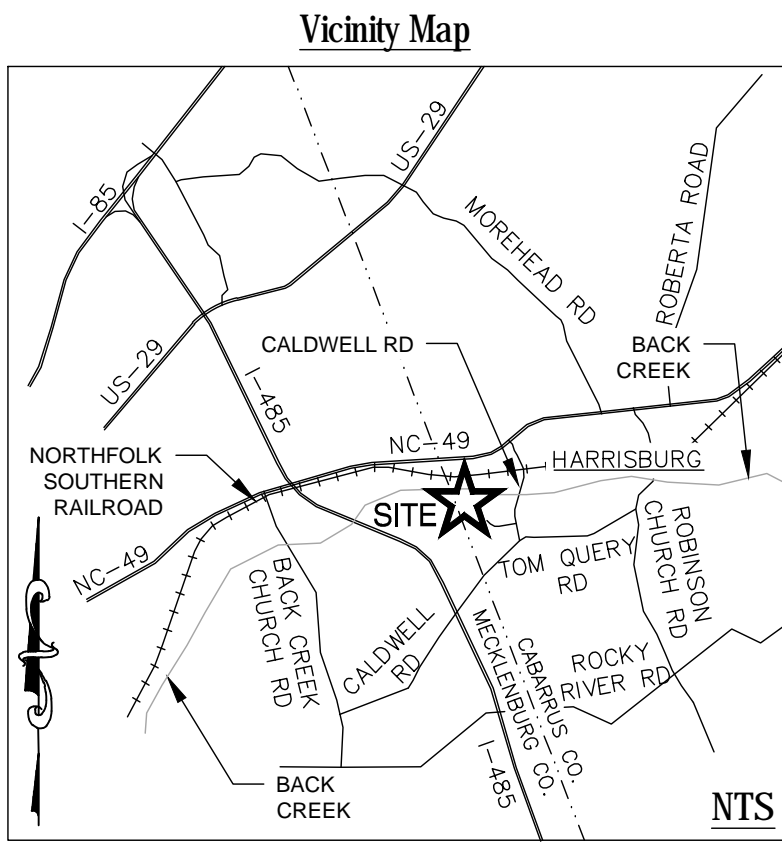 Vicinity Map
I-85
US-29
MOREHEAD RD
ROBERTA ROAD
US-29
CALDWELL RD
BACK
CREEK
I-485
NC-49
HARRISBURG
NORTHFOLK
SOUTHERN
RAILROAD
SITE
NC-49
BACK CREEK
CHURCH RD
CALDWELL
RD
TOM QUERY
RD
ROBINSON
CHURCH RD
ROCKY
RIVER RD
MECKLENBURG CO.
CABARRUS CO.
I-485
BACK
CREEK
NTS